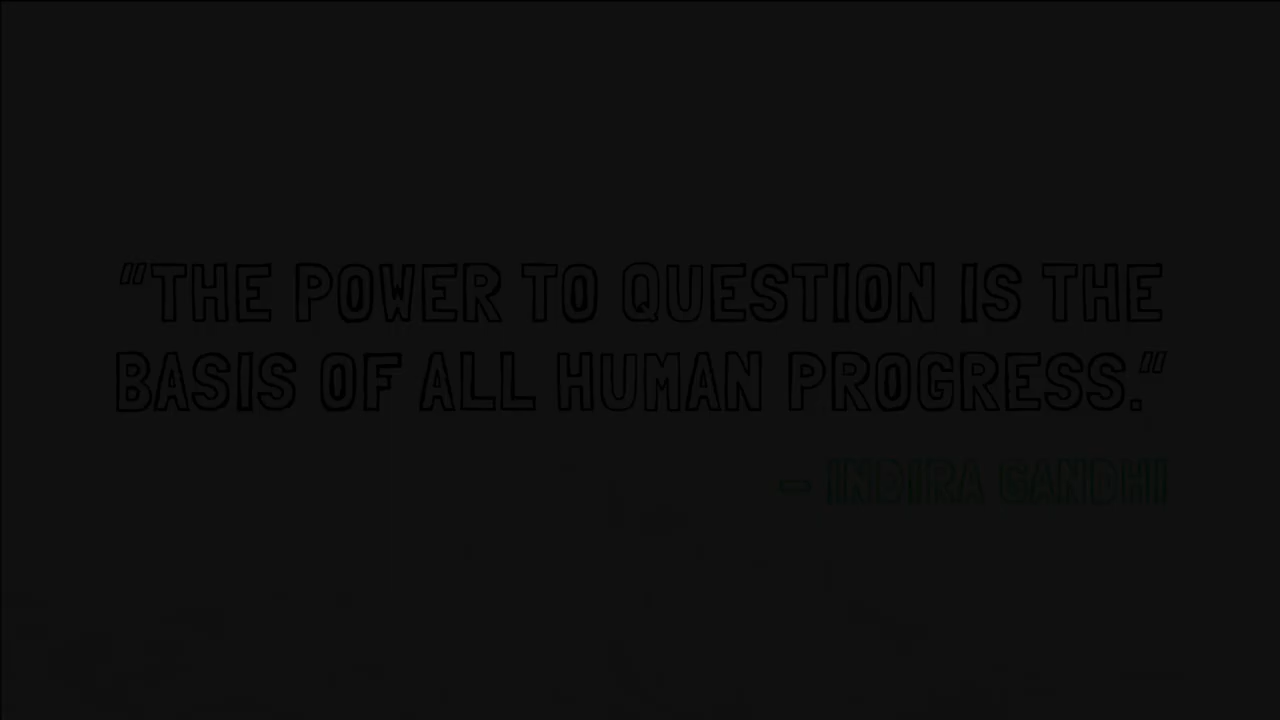 "THE POWER TO QUESTION IS THE
BASIS OF ALL HUMAN PROGRESS."
– INDIRA GANDHI